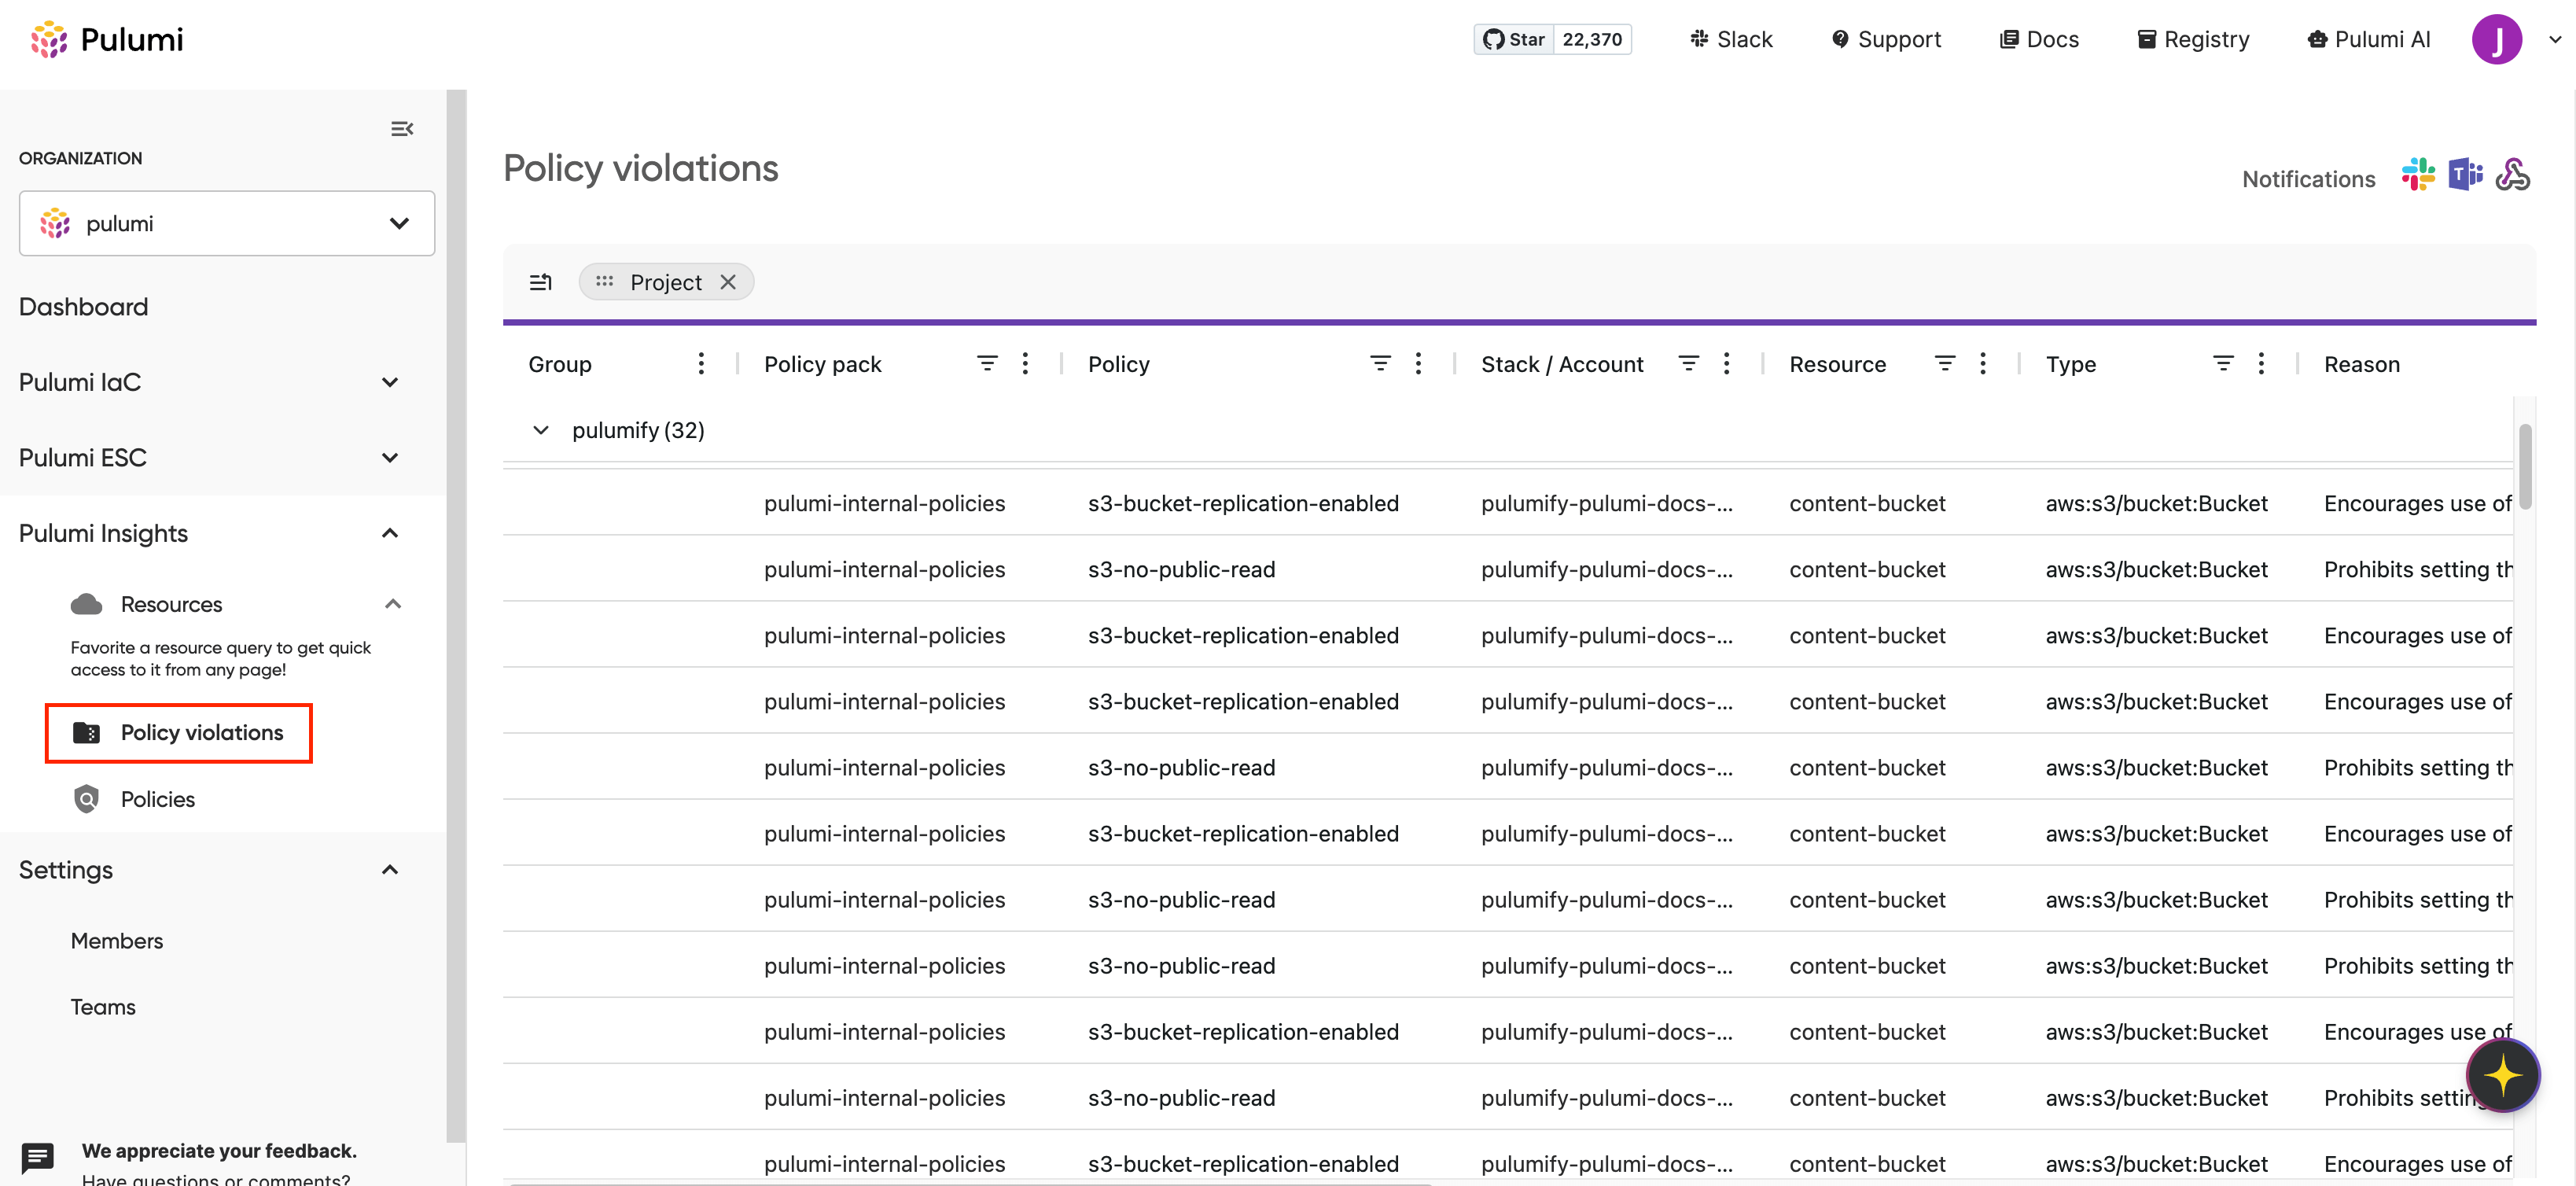 Pulumi
Star 22,370
Slack
Support
Docs
Registry
Pulumi AI
J
ORGANIZATION
pulumi
Dashboard
Pulumi IaC
Pulumi ESC
Pulumi Insights
Resources
Favorite a resource query to get quick
access to it from any page!
Policy violations
Policies
Settings
Members
Teams
We appreciate your feedback.
Have questions or comments?
Policy violations
Notifications
Project
Group Policy pack Policy Stack / Account Resource Type Reason
pulumify (32)
pulumi-internal-policies s3-bucket-replication-enabled pulumify-pulumi-docs-... content-bucket aws:s3/bucket:Bucket Encourages use of
pulumi-internal-policies s3-no-public-read pulumify-pulumi-docs-... content-bucket aws:s3/bucket:Bucket Prohibits setting th
pulumi-internal-policies s3-bucket-replication-enabled pulumify-pulumi-docs-... content-bucket aws:s3/bucket:Bucket Encourages use of
pulumi-internal-policies s3-bucket-replication-enabled pulumify-pulumi-docs-... content-bucket aws:s3/bucket:Bucket Encourages use of
pulumi-internal-policies s3-no-public-read pulumify-pulumi-docs-... content-bucket aws:s3/bucket:Bucket Prohibits setting th
pulumi-internal-policies s3-bucket-replication-enabled pulumify-pulumi-docs-... content-bucket aws:s3/bucket:Bucket Encourages use of
pulumi-internal-policies s3-no-public-read pulumify-pulumi-docs-... content-bucket aws:s3/bucket:Bucket Prohibits setting th
pulumi-internal-policies s3-no-public-read pulumify-pulumi-docs-... content-bucket aws:s3/bucket:Bucket Prohibits setting th
pulumi-internal-policies s3-bucket-replication-enabled pulumify-pulumi-docs-... content-bucket aws:s3/bucket:Bucket Encourages use of
pulumi-internal-policies s3-no-public-read pulumify-pulumi-docs-... content-bucket aws:s3/bucket:Bucket Prohibits setting
pulumi-internal-policies s3-bucket-replication-enabled pulumify-pulumi-docs-... content-bucket aws:s3/bucket:Bucket Encourages use of